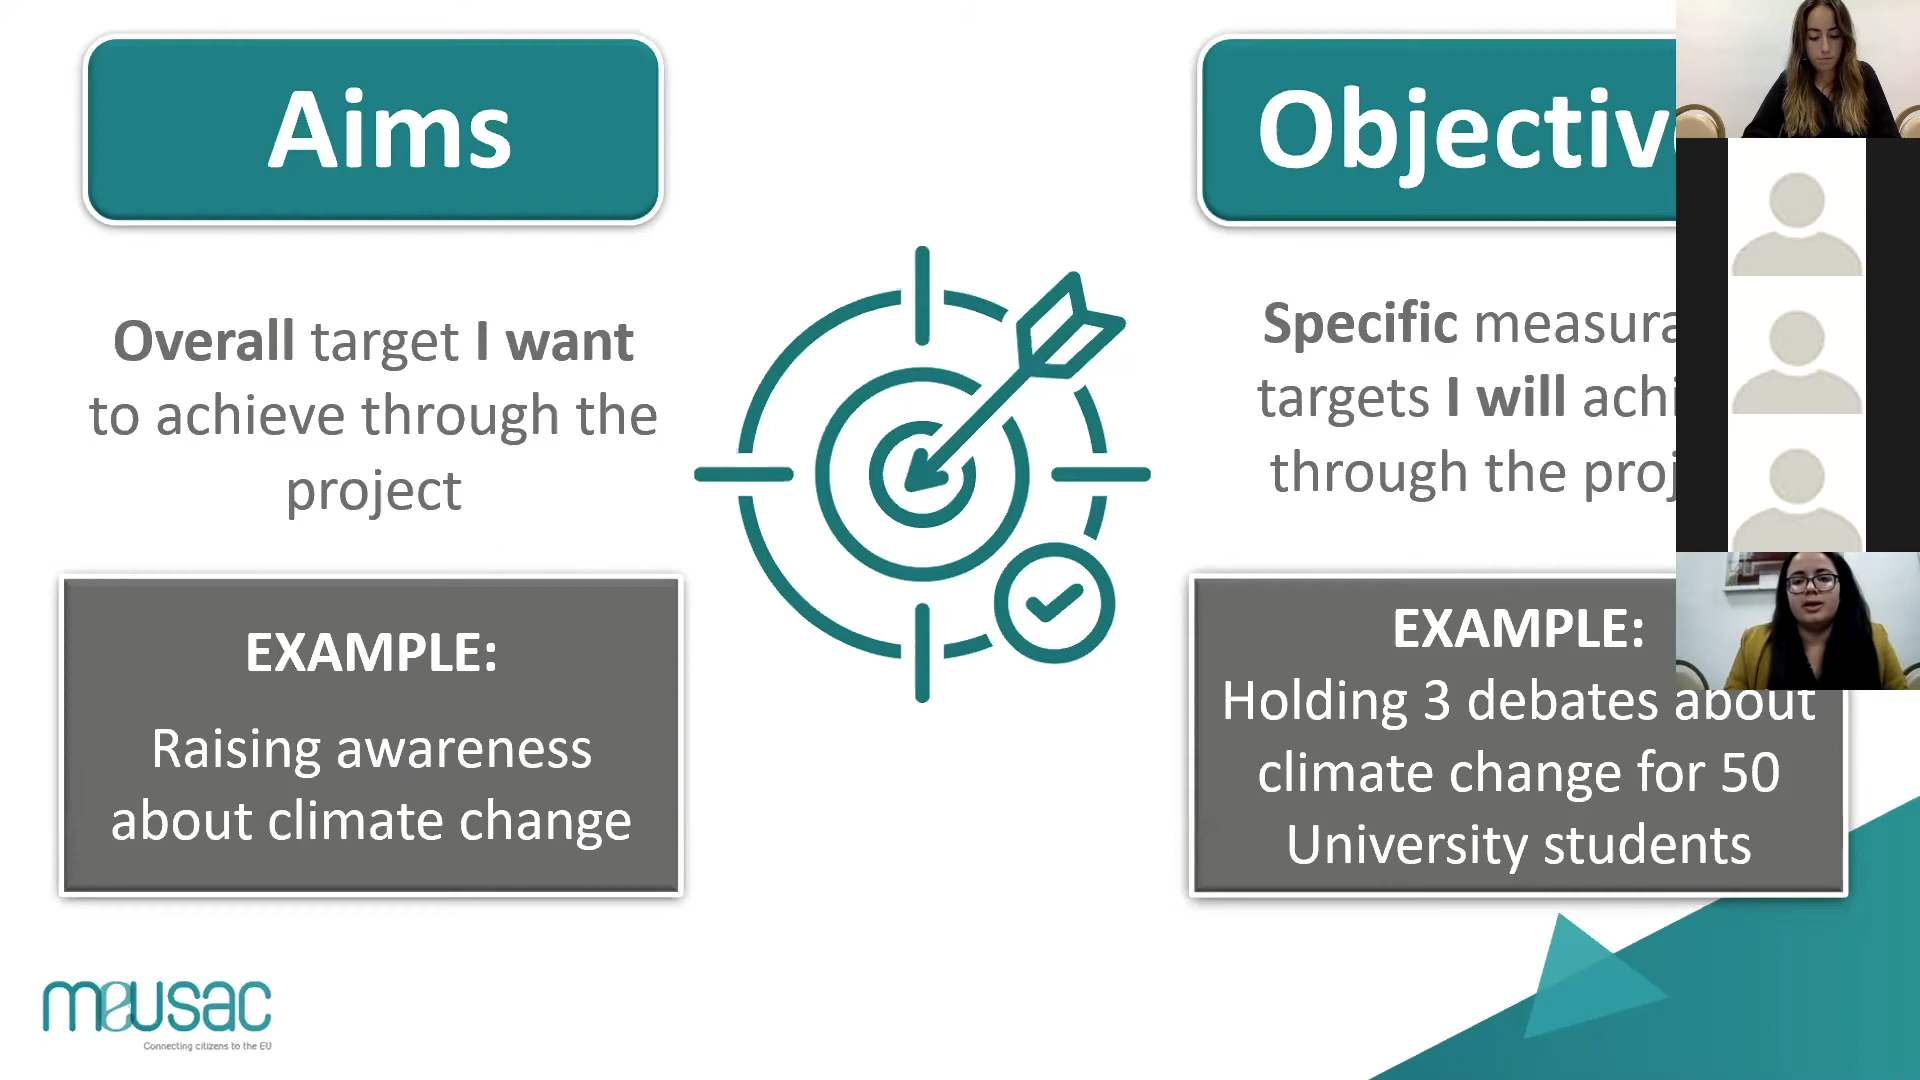 Aims
Overall target I want
to achieve through the
project
EXAMPLE:
Raising awareness
about climate change
Objectiv
Specific measura
targets I will achi
through the proj
EXAMPLE:
Holding 3 debates about
climate change for 50
University students
meusac
Connecting citizens to the EU